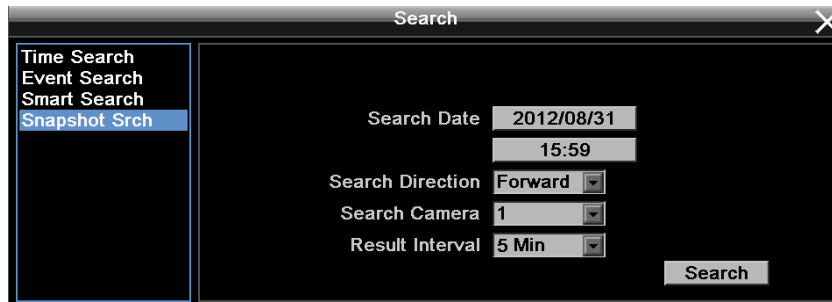 Search
Time Search
Event Search
Smart Search
Snapshot Srch
Search Date 2012/08/31
15:59
Search Direction Forward
Search Camera 1
Result Interval 5 Min
Search